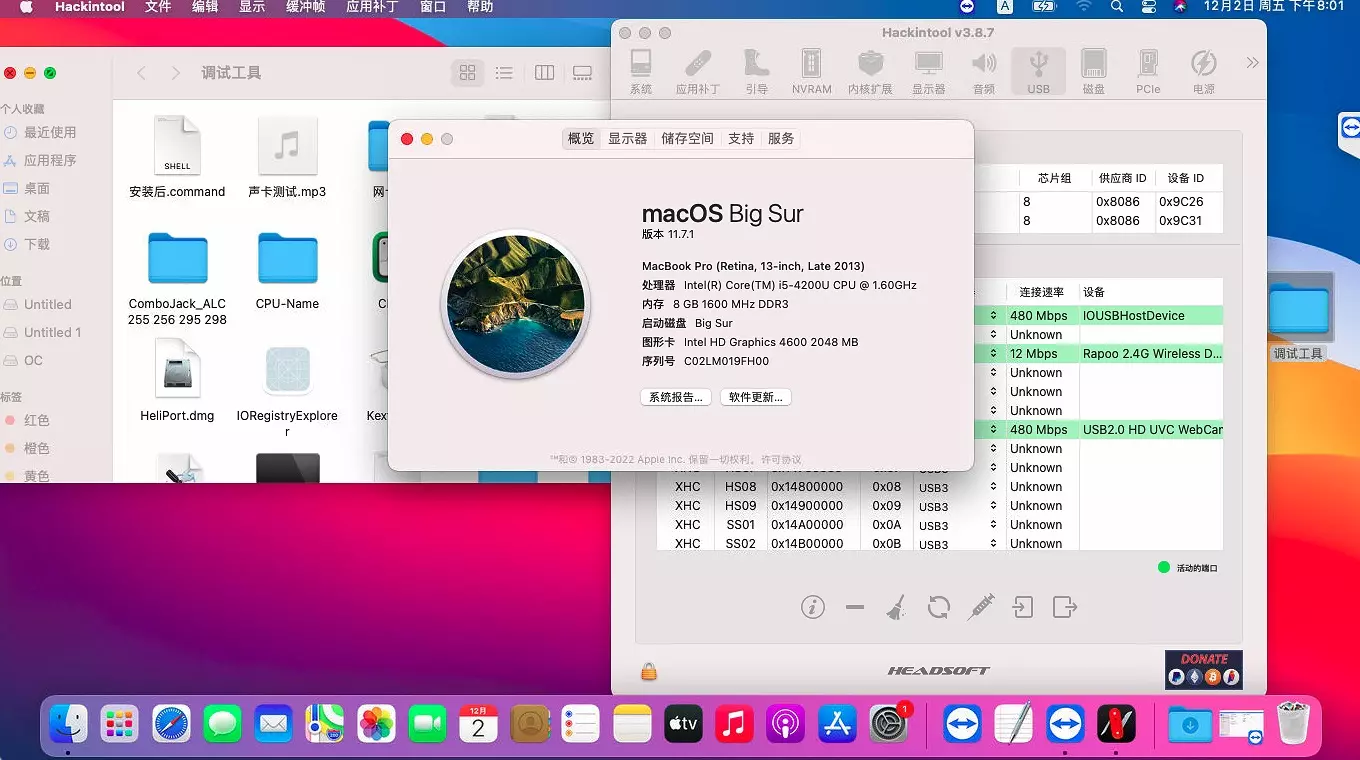 Hackintool 文件 编辑 显示 缓冲帧 应用补丁 窗口 帮助
A
12月2日 周五 下午8:01
调试工具
个人收藏
最近使用
应用程序
桌面
文稿
下载
位置
Untitled
Untitled 1
OC
标签
红色
橙色
黄色
SHELL
安装后.command
声卡测试.mp3
ComboJack_ALC
255 256 295 298
CPU-Name
HeliPort.dmg
IORegistryExplore
r
Hackintool v3.8.7
系统 应用补丁 引导 NVRAM 内核扩展 显示器 音频 USB 磁盘 PCIe 电源
芯片组 供应商 ID 设备 ID
8 0x8086 0x9C26
8 0x8086 0x9C31
概览 显示器 储存空间 支持 服务
macOS Big Sur
版本 11.7.1
MacBook Pro (Retina, 13-inch, Late 2013)
处理器 Intel(R) Core(TM) i5-4200U CPU @ 1.60GHz
内存 8 GB 1600 MHz DDR3
启动磁盘 Big Sur
图形卡 Intel HD Graphics 4600 2048 MB
序列号 C02LM019FH00
系统报告... 软件更新...
™和© 1983-2022 Apple Inc. 保留一切权利。许可协议
连接速率 设备
480 Mbps IOUSBHostDevice
Unknown
12 Mbps Rapoo 2.4G Wireless D...
Unknown
Unknown
Unknown
480 Mbps USB2.0 HD UVC WebCam
Unknown
Unknown
XHC HS08 0x14800000 0x08 USB3 Unknown
XHC HS09 0x14900000 0x09 USB3 Unknown
XHC SS01 0x14A00000 0x0A USB3 Unknown
XHC SS02 0x14B00000 0x0B USB3 Unknown
活动的端口
HEADSOFT
DONATE
调试工具
12月
2
tv
1